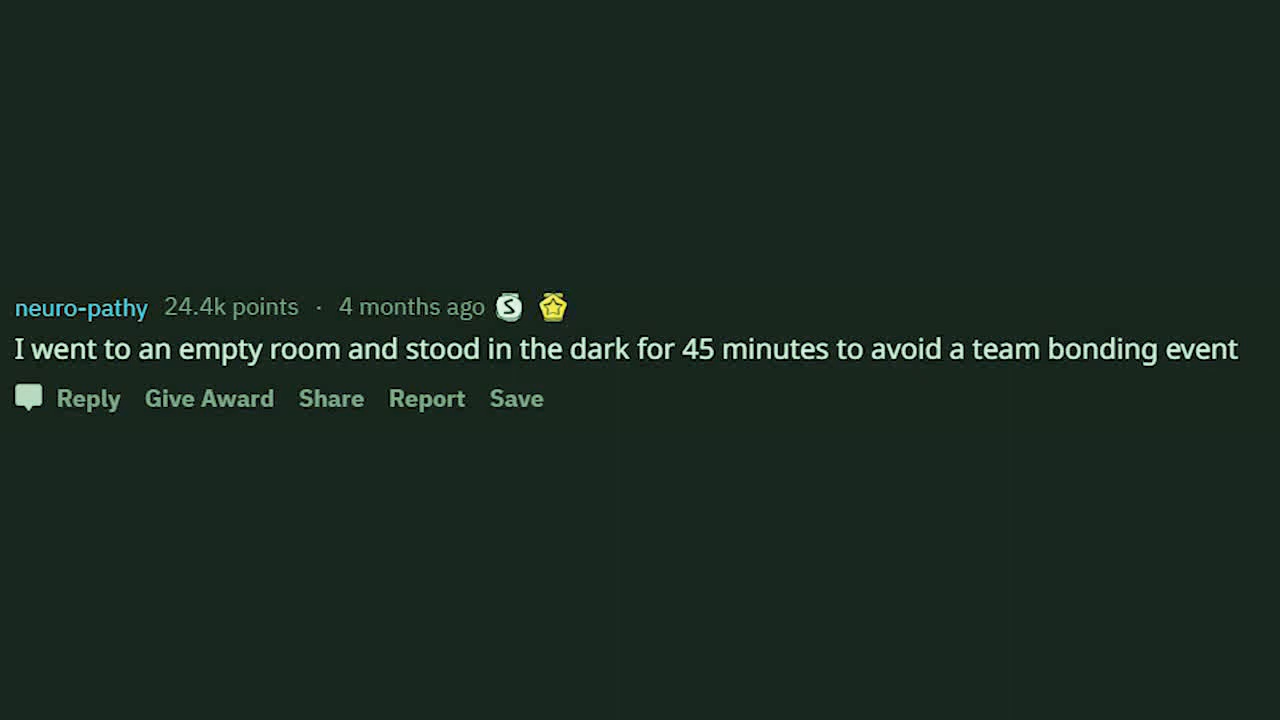 neuro-pathy 24.4k points · 4 months ago S
I went to an empty room and stood in the dark for 45 minutes to avoid a team bonding event
Reply Give Award Share Report Save